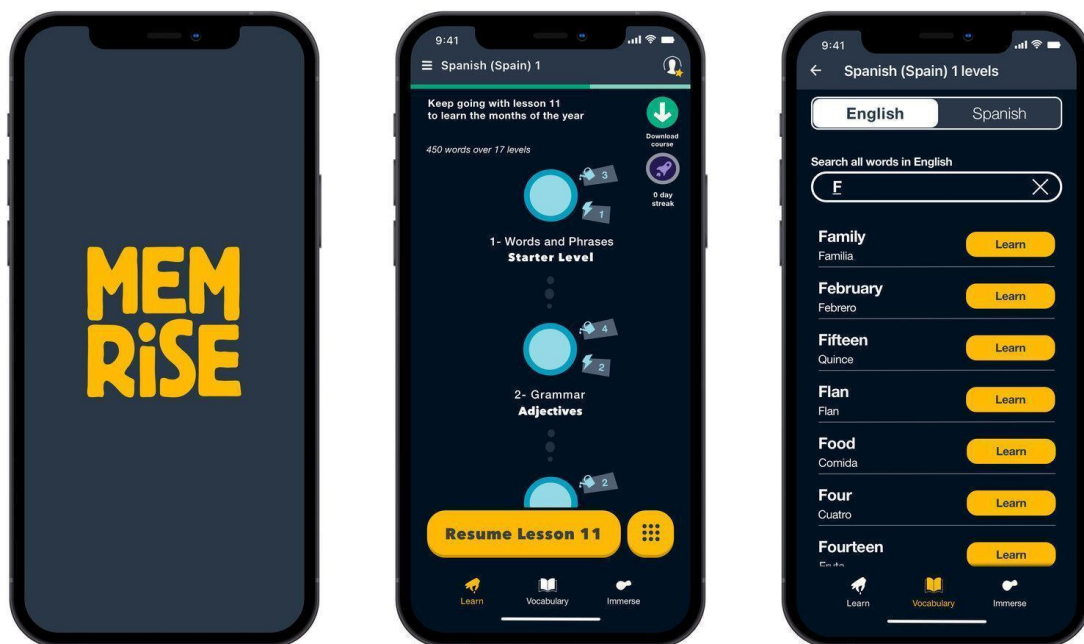 MEM
RiSE
9:41
Spanish (Spain) 1
Keep going with lesson 11
to learn the months of the year
Download
course
450 words over 17 levels
3
0 day
streak
1
1- Words and Phrases
Starter Level
4
2
2- Grammar
Adjectives
2
Resume Lesson 11
Learn
Vocabulary
Immerse
9:41
Spanish (Spain) 1 levels
English
Spanish
Search all words in English
F
Family
Learn
Familia
February
Learn
Febrero
Fifteen
Learn
Quince
Flan
Learn
Flan
Food
Learn
Comida
Four
Learn
Cuatro
Fourteen
Learn
Learn
Vocabulary
Immerse